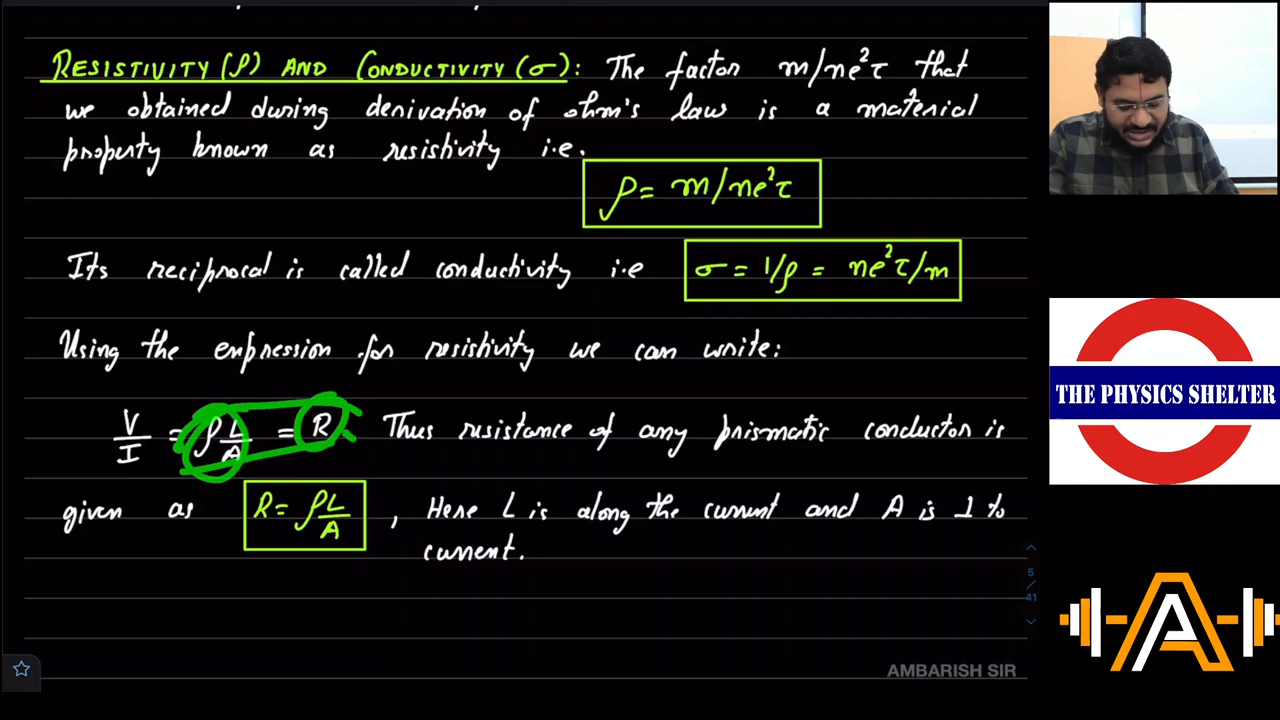 RESISTIVITY (ρ) AND CONDUCTIVITY (σ): The factor m/ne²τ that
we obtained during derivation of ohm's law is a material
property known as resistivity i.e.
ρ = m/ne²τ
Its reciprocal is called conductivity i.e σ = 1/ρ = ne²τ/m
Using the expression for resistivity we can write:
V/I = ρL/A = R Thus resistance of any prismatic conductor is
given as R = ρL/A , Here L is along the current and A is ⊥ to
current.
5
/
41
AMBARISH SIR
THE PHYSICS SHELTER
A